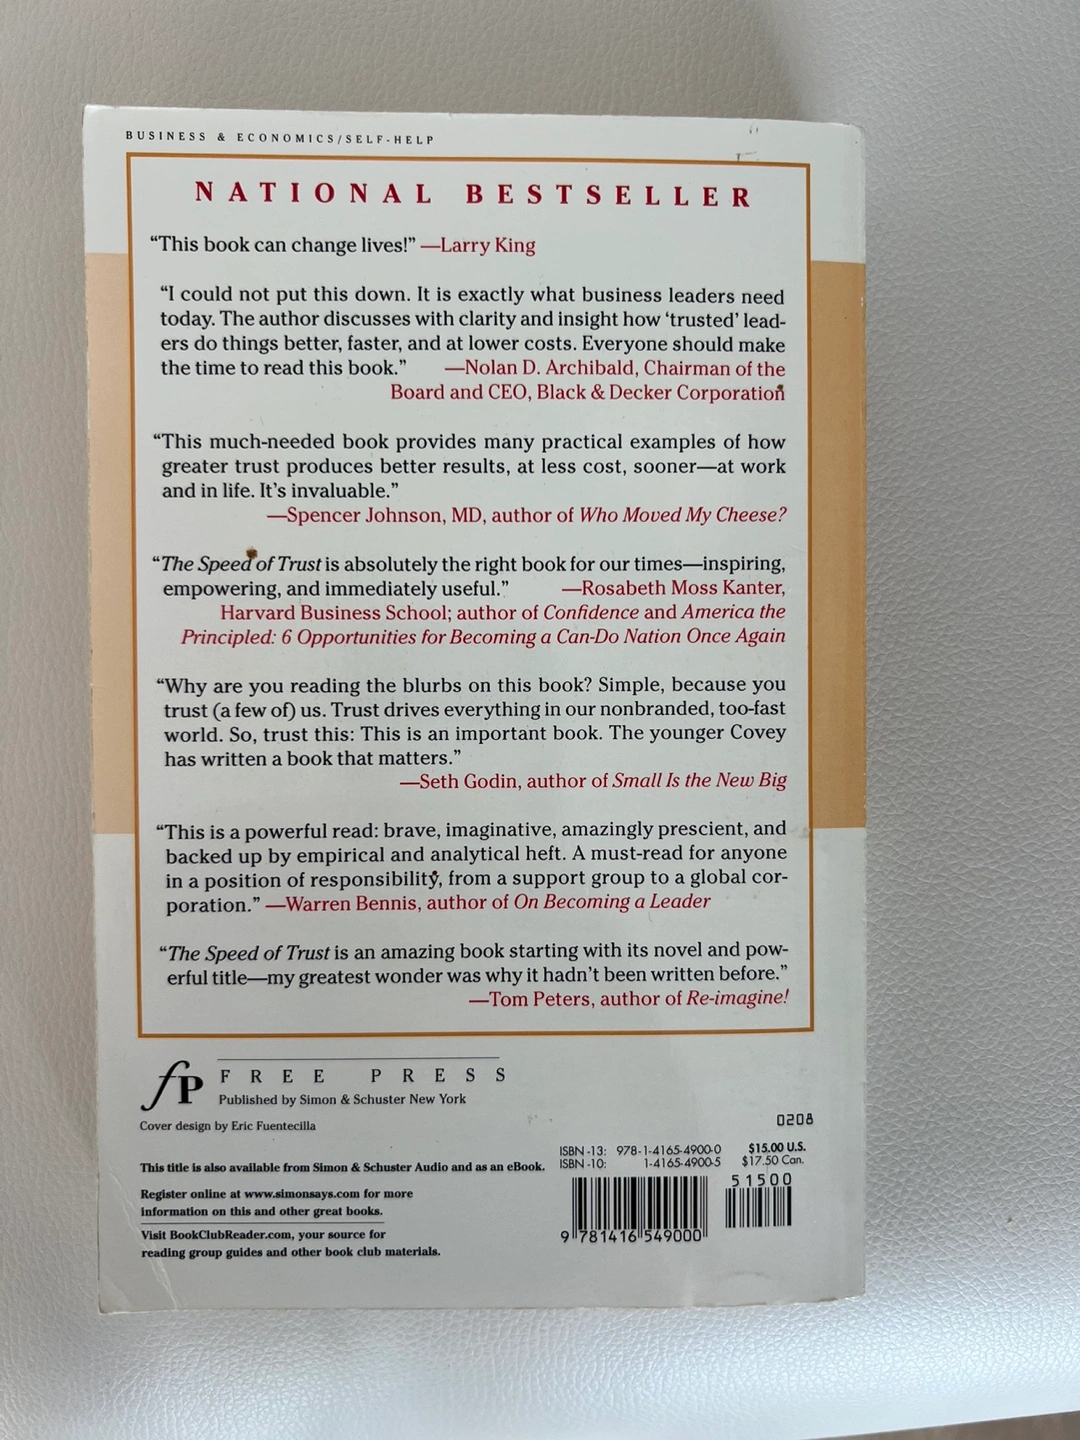 BUSINESS & ECONOMICS/SELF-HELP
NATIONAL BESTSELLER
“This book can change lives!” —Larry King
“I could not put this down. It is exactly what business leaders need
today. The author discusses with clarity and insight how ‘trusted’ lead-
ers do things better, faster, and at lower costs. Everyone should make
the time to read this book.” —Nolan D. Archibald, Chairman of the
Board and CEO, Black & Decker Corporation
“This much-needed book provides many practical examples of how
greater trust produces better results, at less cost, sooner—at work
and in life. It’s invaluable.”
—Spencer Johnson, MD, author of Who Moved My Cheese?
“The Speed of Trust is absolutely the right book for our times—inspiring,
empowering, and immediately useful.” —Rosabeth Moss Kanter,
Harvard Business School; author of Confidence and America the
Principled: 6 Opportunities for Becoming a Can-Do Nation Once Again
“Why are you reading the blurbs on this book? Simple, because you
trust (a few of) us. Trust drives everything in our nonbranded, too-fast
world. So, trust this: This is an important book. The younger Covey
has written a book that matters.”
—Seth Godin, author of Small Is the New Big
“This is a powerful read: brave, imaginative, amazingly prescient, and
backed up by empirical and analytical heft. A must-read for anyone
in a position of responsibility, from a support group to a global cor-
poration.” —Warren Bennis, author of On Becoming a Leader
“The Speed of Trust is an amazing book starting with its novel and pow-
erful title—my greatest wonder was why it hadn’t been written before.”
—Tom Peters, author of Re-imagine!
fP FREE PRESS
Published by Simon & Schuster New York
Cover design by Eric Fuentecilla
This title is also available from Simon & Schuster Audio and as an eBook.
Register online at www.simonsays.com for more
information on this and other great books.
Visit BookClubReader.com, your source for
reading group guides and other book club materials.
0208
ISBN-13: 978-1-4165-4900-0 $15.00 U.S.
ISBN-10: 1-4165-4900-5 $17.50 Can.
51500
9 781416 549000